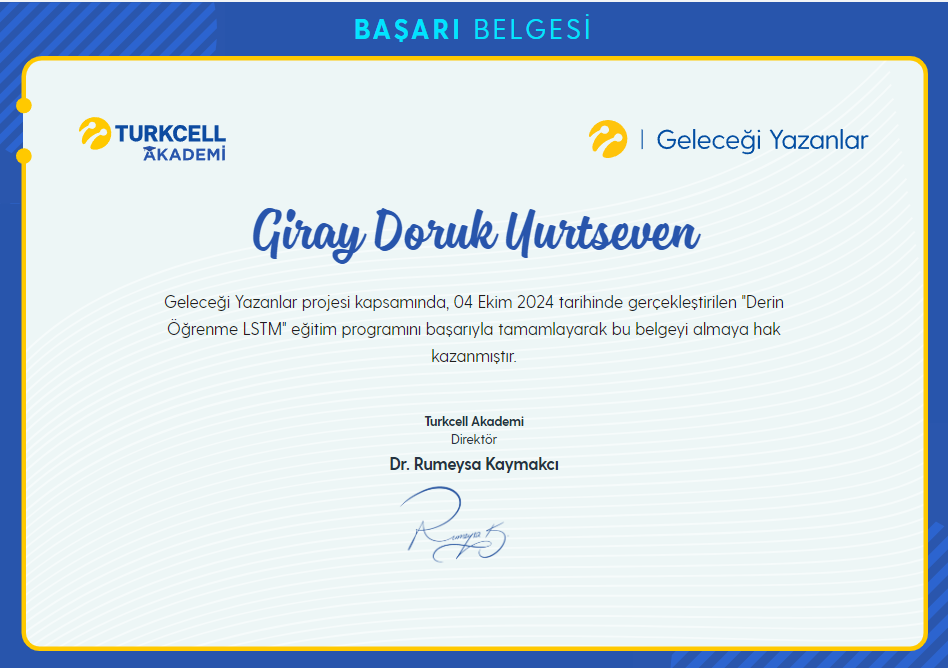 BAŞARI BELGESİ
TURKCELL
AKADEMİ
Geleceği Yazanlar
Giray Doruk Yurtseven
Geleceği Yazanlar projesi kapsamında, 04 Ekim 2024 tarihinde gerçekleştirilen "Derin
Öğrenme LSTM" eğitim programını başarıyla tamamlayarak bu belgeyi almaya hak
kazanmıştır.
Turkcell Akademi
Direktör
Dr. Rumeysa Kaymakcı
Rumeysa K